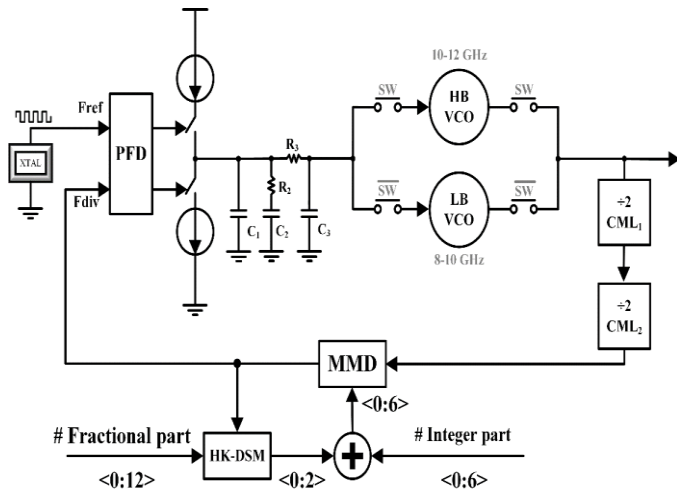 10-12 GHz
SW
HB
VCO
SW
Fref
PFD
XTAL
Fdiv
R₃
R₂
C₁
C₂
C₃
SW
LB
VCO
SW
8-10 GHz
÷2
CML₁
÷2
CML₂
MMD
<0:6>
# Fractional part
<0:12>
HK-DSM
<0:2>
+
# Integer part
<0:6>